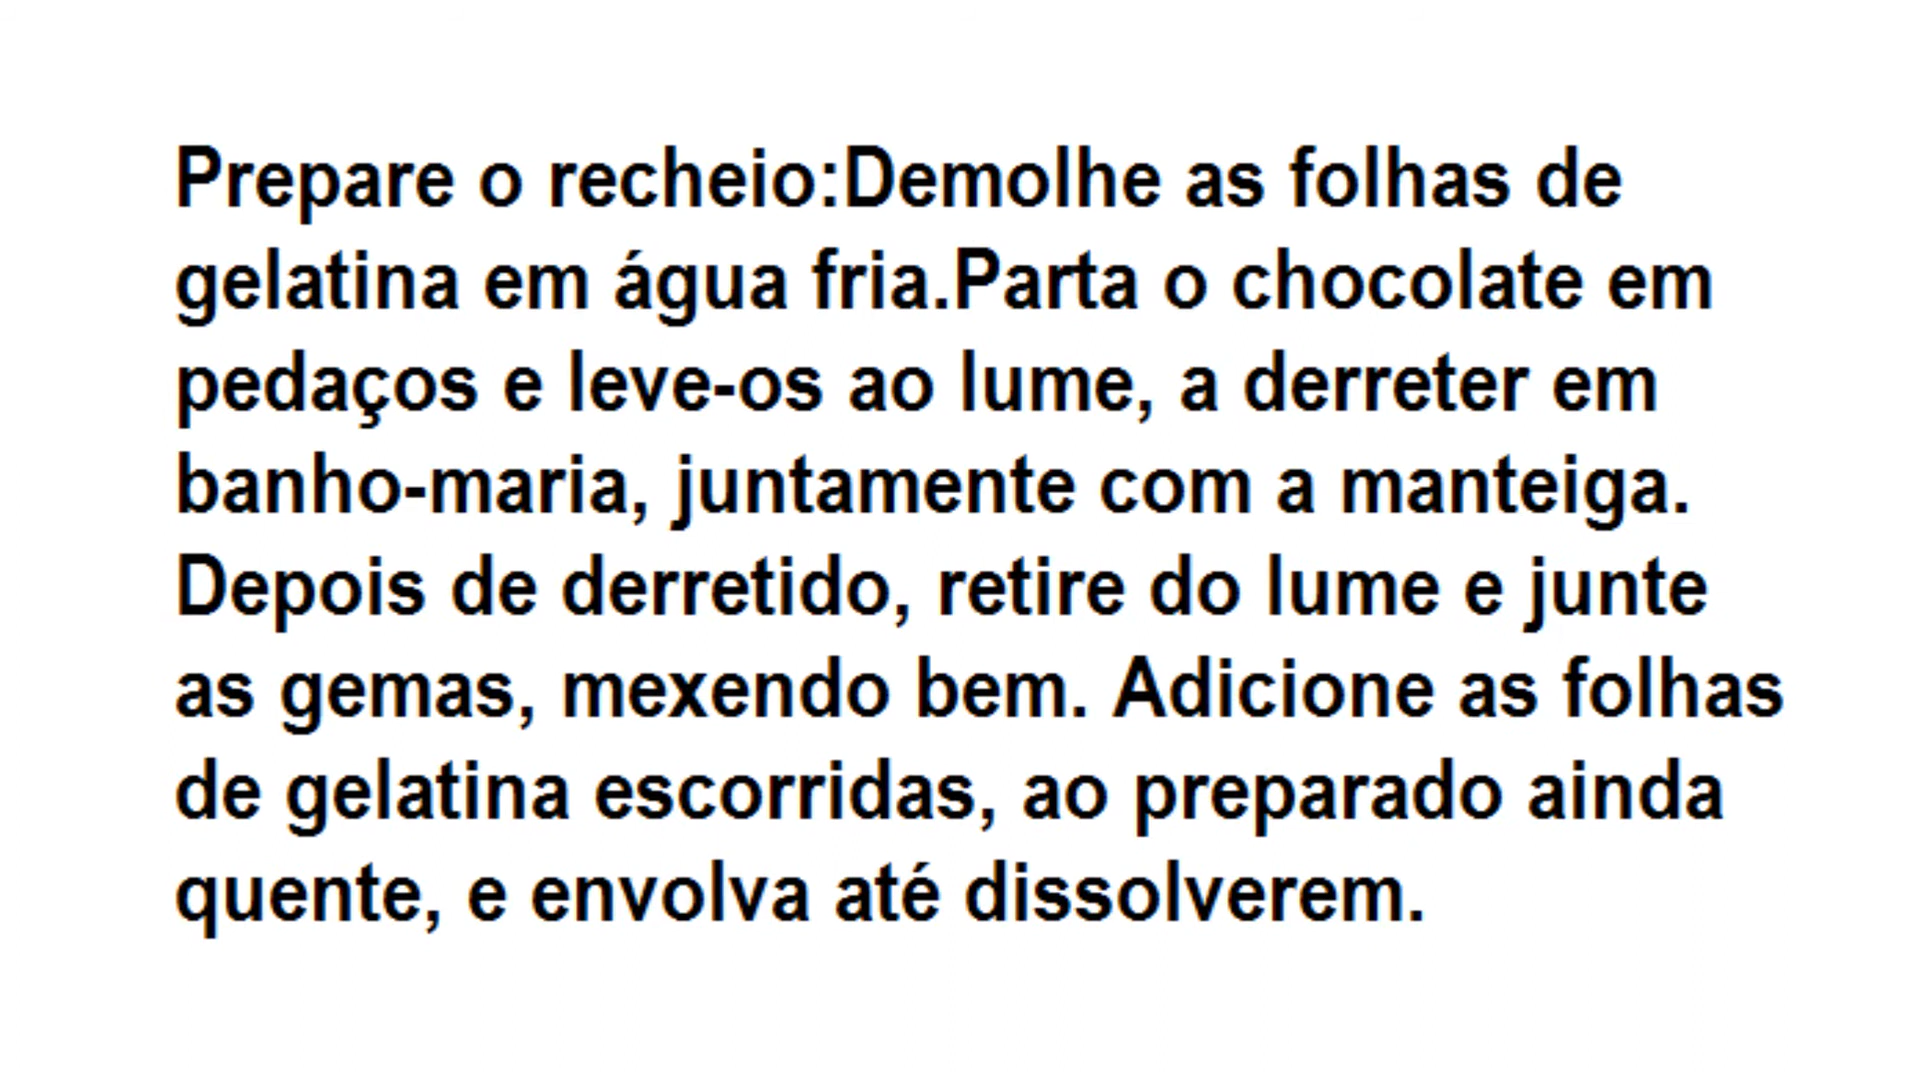 Prepare o recheio:Demolhe as folhas de
gelatina em água fria.Parta o chocolate em
pedaços e leve-os ao lume, a derreter em
banho-maria, juntamente com a manteiga.
Depois de derretido, retire do lume e junte
as gemas, mexendo bem. Adicione as folhas
de gelatina escorridas, ao preparado ainda
quente, e envolva até dissolverem.